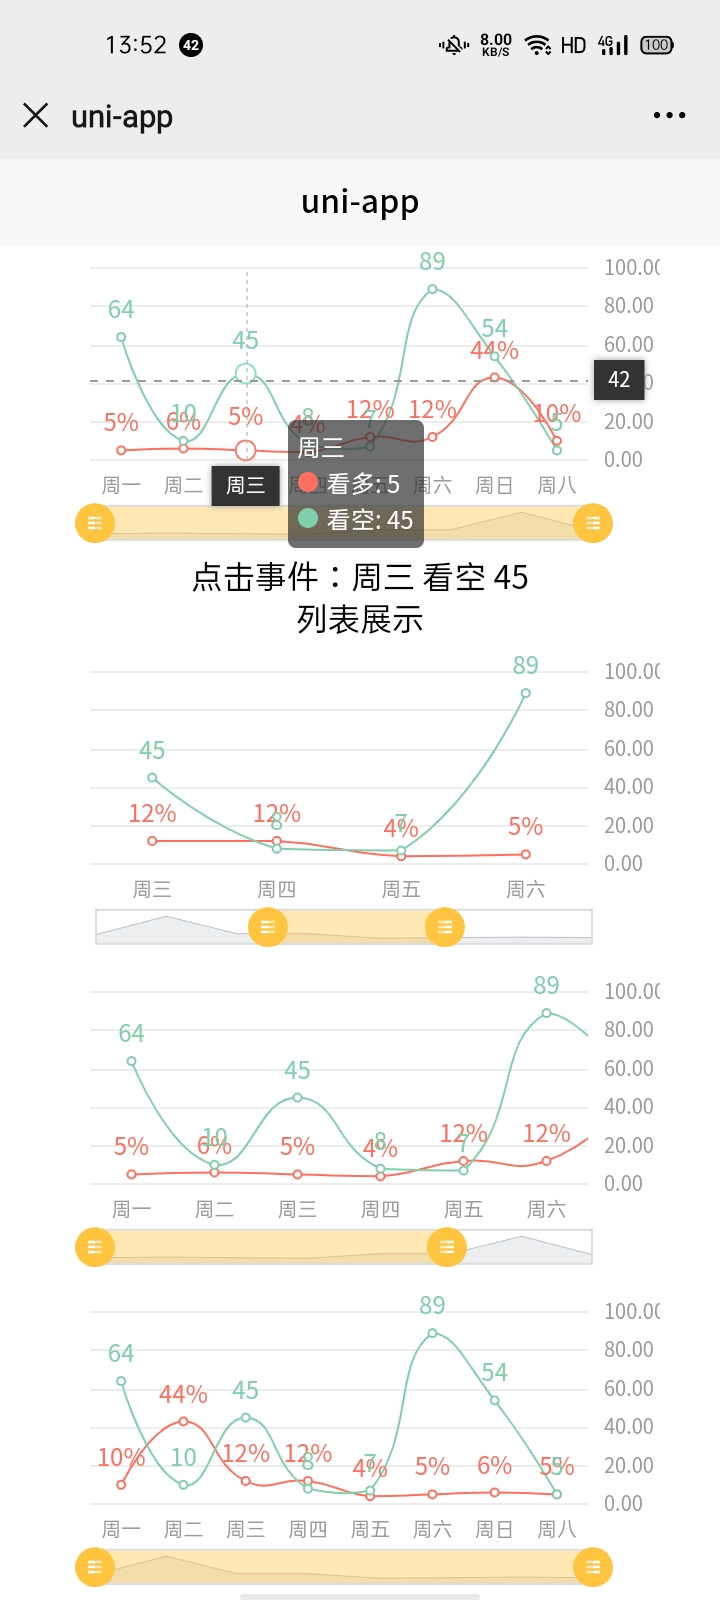 13:52 42 8.00 KB/S HD 4G 100
uni-app
uni-app
89 100.00
80.00
64
54 60.00
45 44% 42
5% 10 6% 5% 4% 8 12% 7 12% 10% 5 20.00
周三 0.00
周一 周二 周三 周六 周日 周八
看多: 5
看空: 45
点击事件：周三 看空 45
列表展示
89 100.00
80.00
45 60.00
40.00
12% 12% 8 4% 7 5% 20.00
0.00
周三 周四 周五 周六
89 100.00
64 80.00
45 60.00
40.00
5% 10 6% 5% 8 4% 12% 7 12% 20.00
0.00
周一 周二 周三 周四 周五 周六
89 100.00
64 80.00
44% 45 54 60.00
40.00
10% 10 12% 12% 8 7 4% 5% 6% 5% 5 20.00
0.00
周一 周二 周三 周四 周五 周六 周日 周八